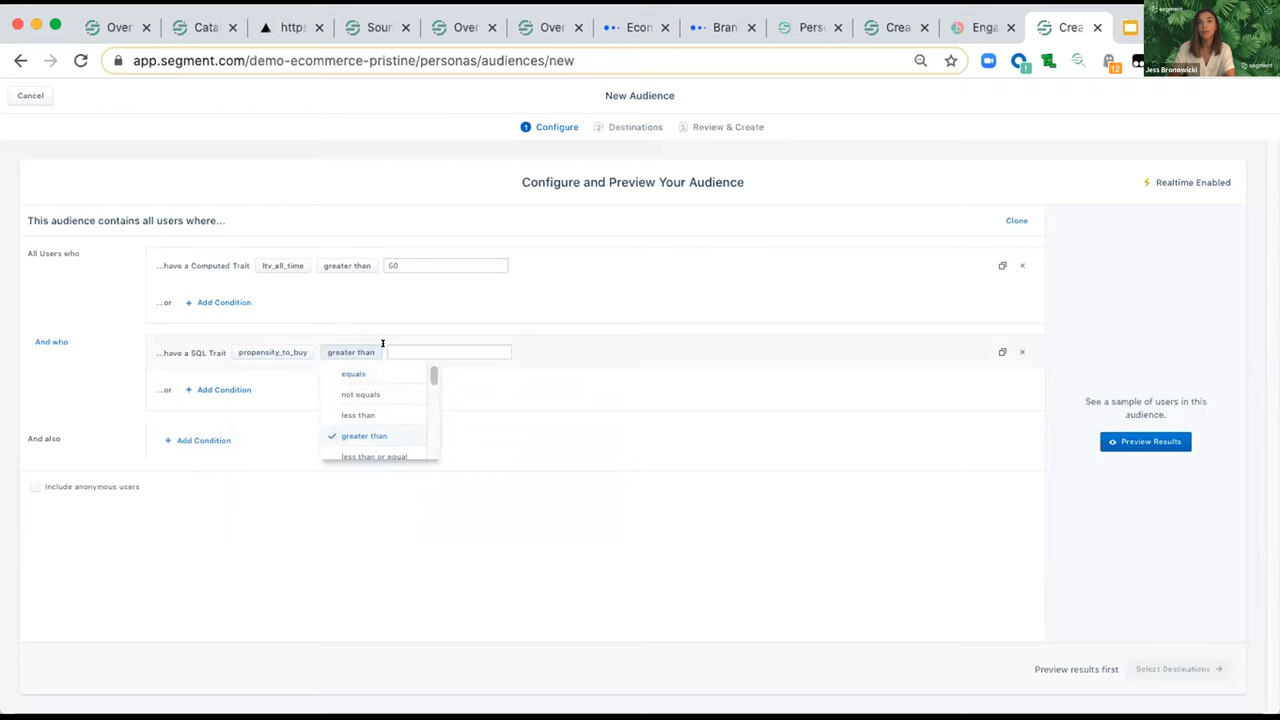 Over
Cata
https
Sour
Over
Over
Econ
Bran
Perso
Crea
Enga
Crea
segment
app.segment.com/demo-ecommerce-pristine/personas/audiences/new
12
Jess Bronowicki
segment
Cancel
New Audience
1 Configure 2 Destinations 3 Review & Create
Configure and Preview Your Audience
Realtime Enabled
This audience contains all users where...
Clone
All Users who
...have a Computed Trait ltv_all_time greater than 50
...or + Add Condition
And who
...have a SQL Trait propensity_to_buy greater than
equals
not equals
less than
greater than
less than or equal
...or + Add Condition
And also
+ Add Condition
Include anonymous users
See a sample of users in this
audience.
Preview Results
Preview results first
Select Destinations →